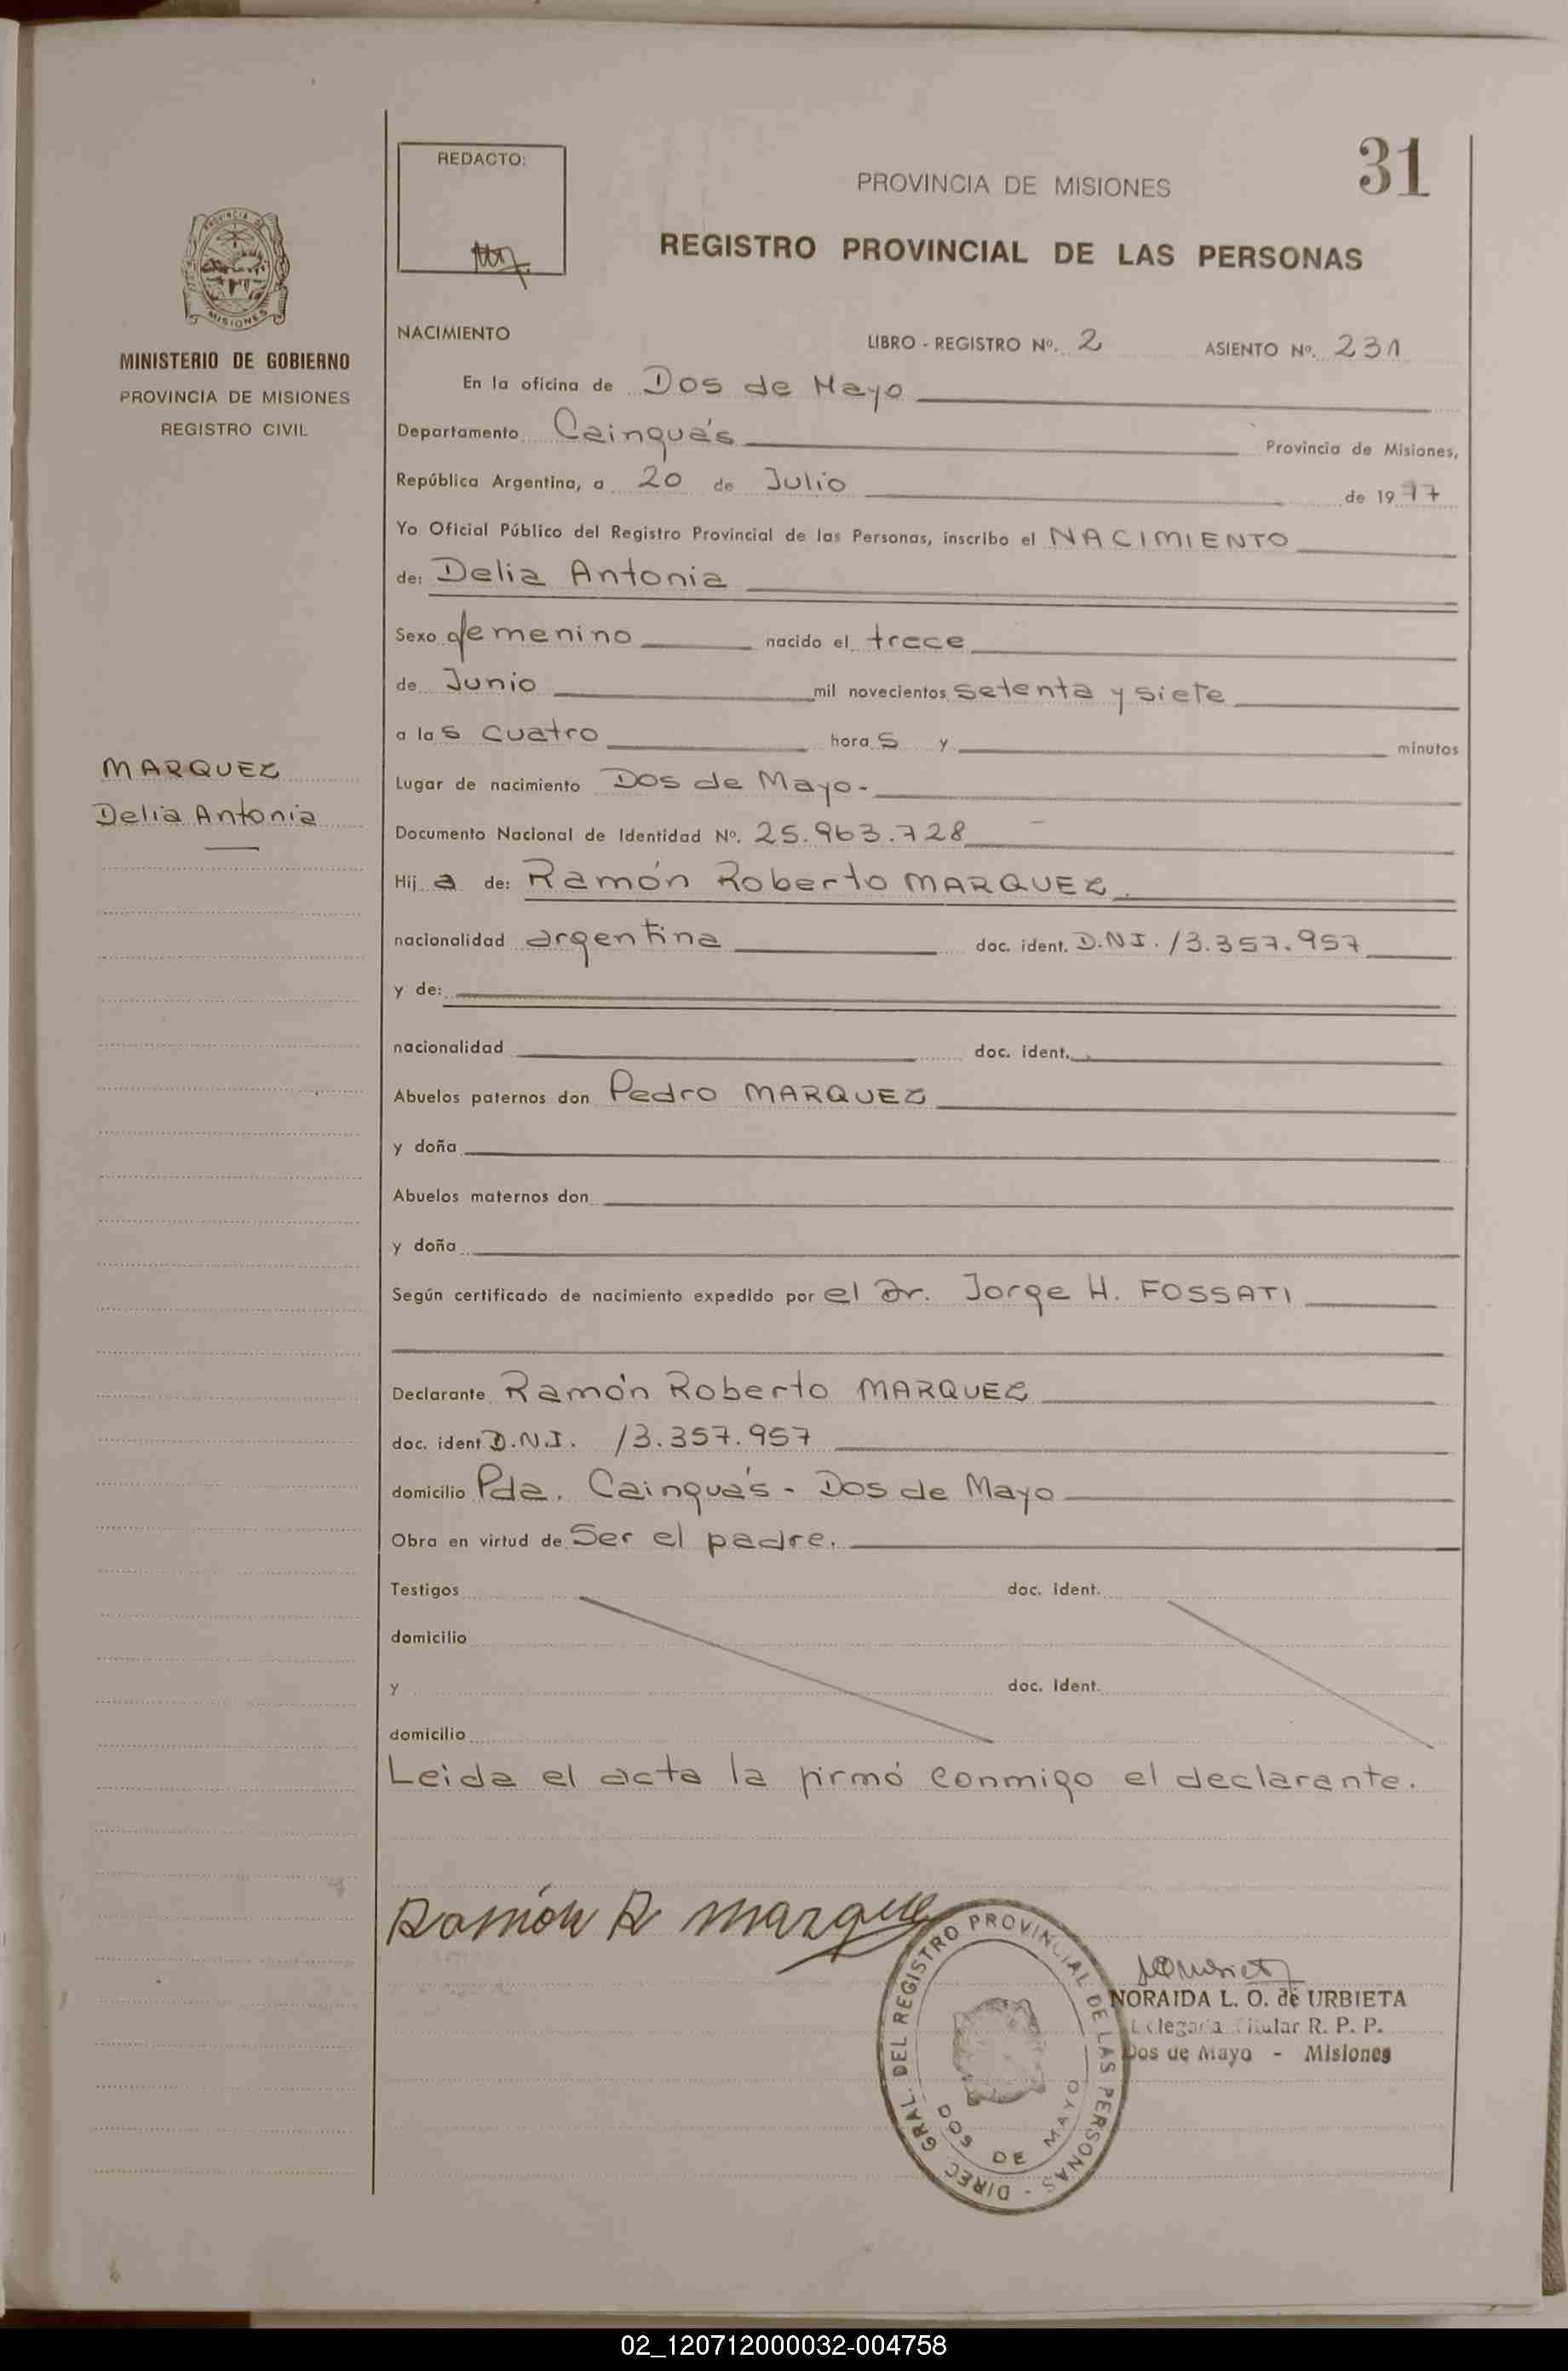 REDACTO:
31
PROVINCIA DE MISIONES
REGISTRO PROVINCIAL DE LAS PERSONAS
PROVINCIA DE
MISIONES
MINISTERIO DE GOBIERNO
PROVINCIA DE MISIONES
REGISTRO CIVIL
NACIMIENTO LIBRO - REGISTRO Nº. 2 ASIENTO Nº. 231
En la oficina de Dos de Mayo
Departamento Cainguás Provincia de Misiones,
República Argentina, a 20 de Julio de 1977
Yo Oficial Público del Registro Provincial de las Personas, inscribo el NACIMIENTO
de: Delia Antonia
Sexo femenino nacido el trece
de Junio mil novecientos setenta y siete
a las cuatro horas y minutos
MARQUEZ
Delia Antonia
Lugar de nacimiento Dos de Mayo.-
Documento Nacional de Identidad Nº. 25.963.728
Hija de: Ramón Roberto MARQUEZ
nacionalidad argentina doc. ident. D.N.I. 13.357.957
y de:
nacionalidad doc. ident.
Abuelos paternos don Pedro MARQUEZ
y doña
Abuelos maternos don
y doña
Según certificado de nacimiento expedido por el Dr. Jorge H. FOSSATI
Declarante Ramón Roberto MARQUEZ
doc. ident D.N.I. 13.357.957
domicilio Pda. Cainguás - Dos de Mayo
Obra en virtud de Ser el padre.
Testigos doc. ident.
domicilio
y doc. ident.
domicilio
Leida el acta la firmó conmigo el declarante.
Ramón R Marquez
DIREC. GRAL. DEL REGISTRO PROVINCIAL DE LAS PERSONAS -
DOS DE MAYO
NORAIDA L. O. de URBIETA
Delegada Titular R. P. P.
Dos de Mayo - Misiones
02_120712000032-004758